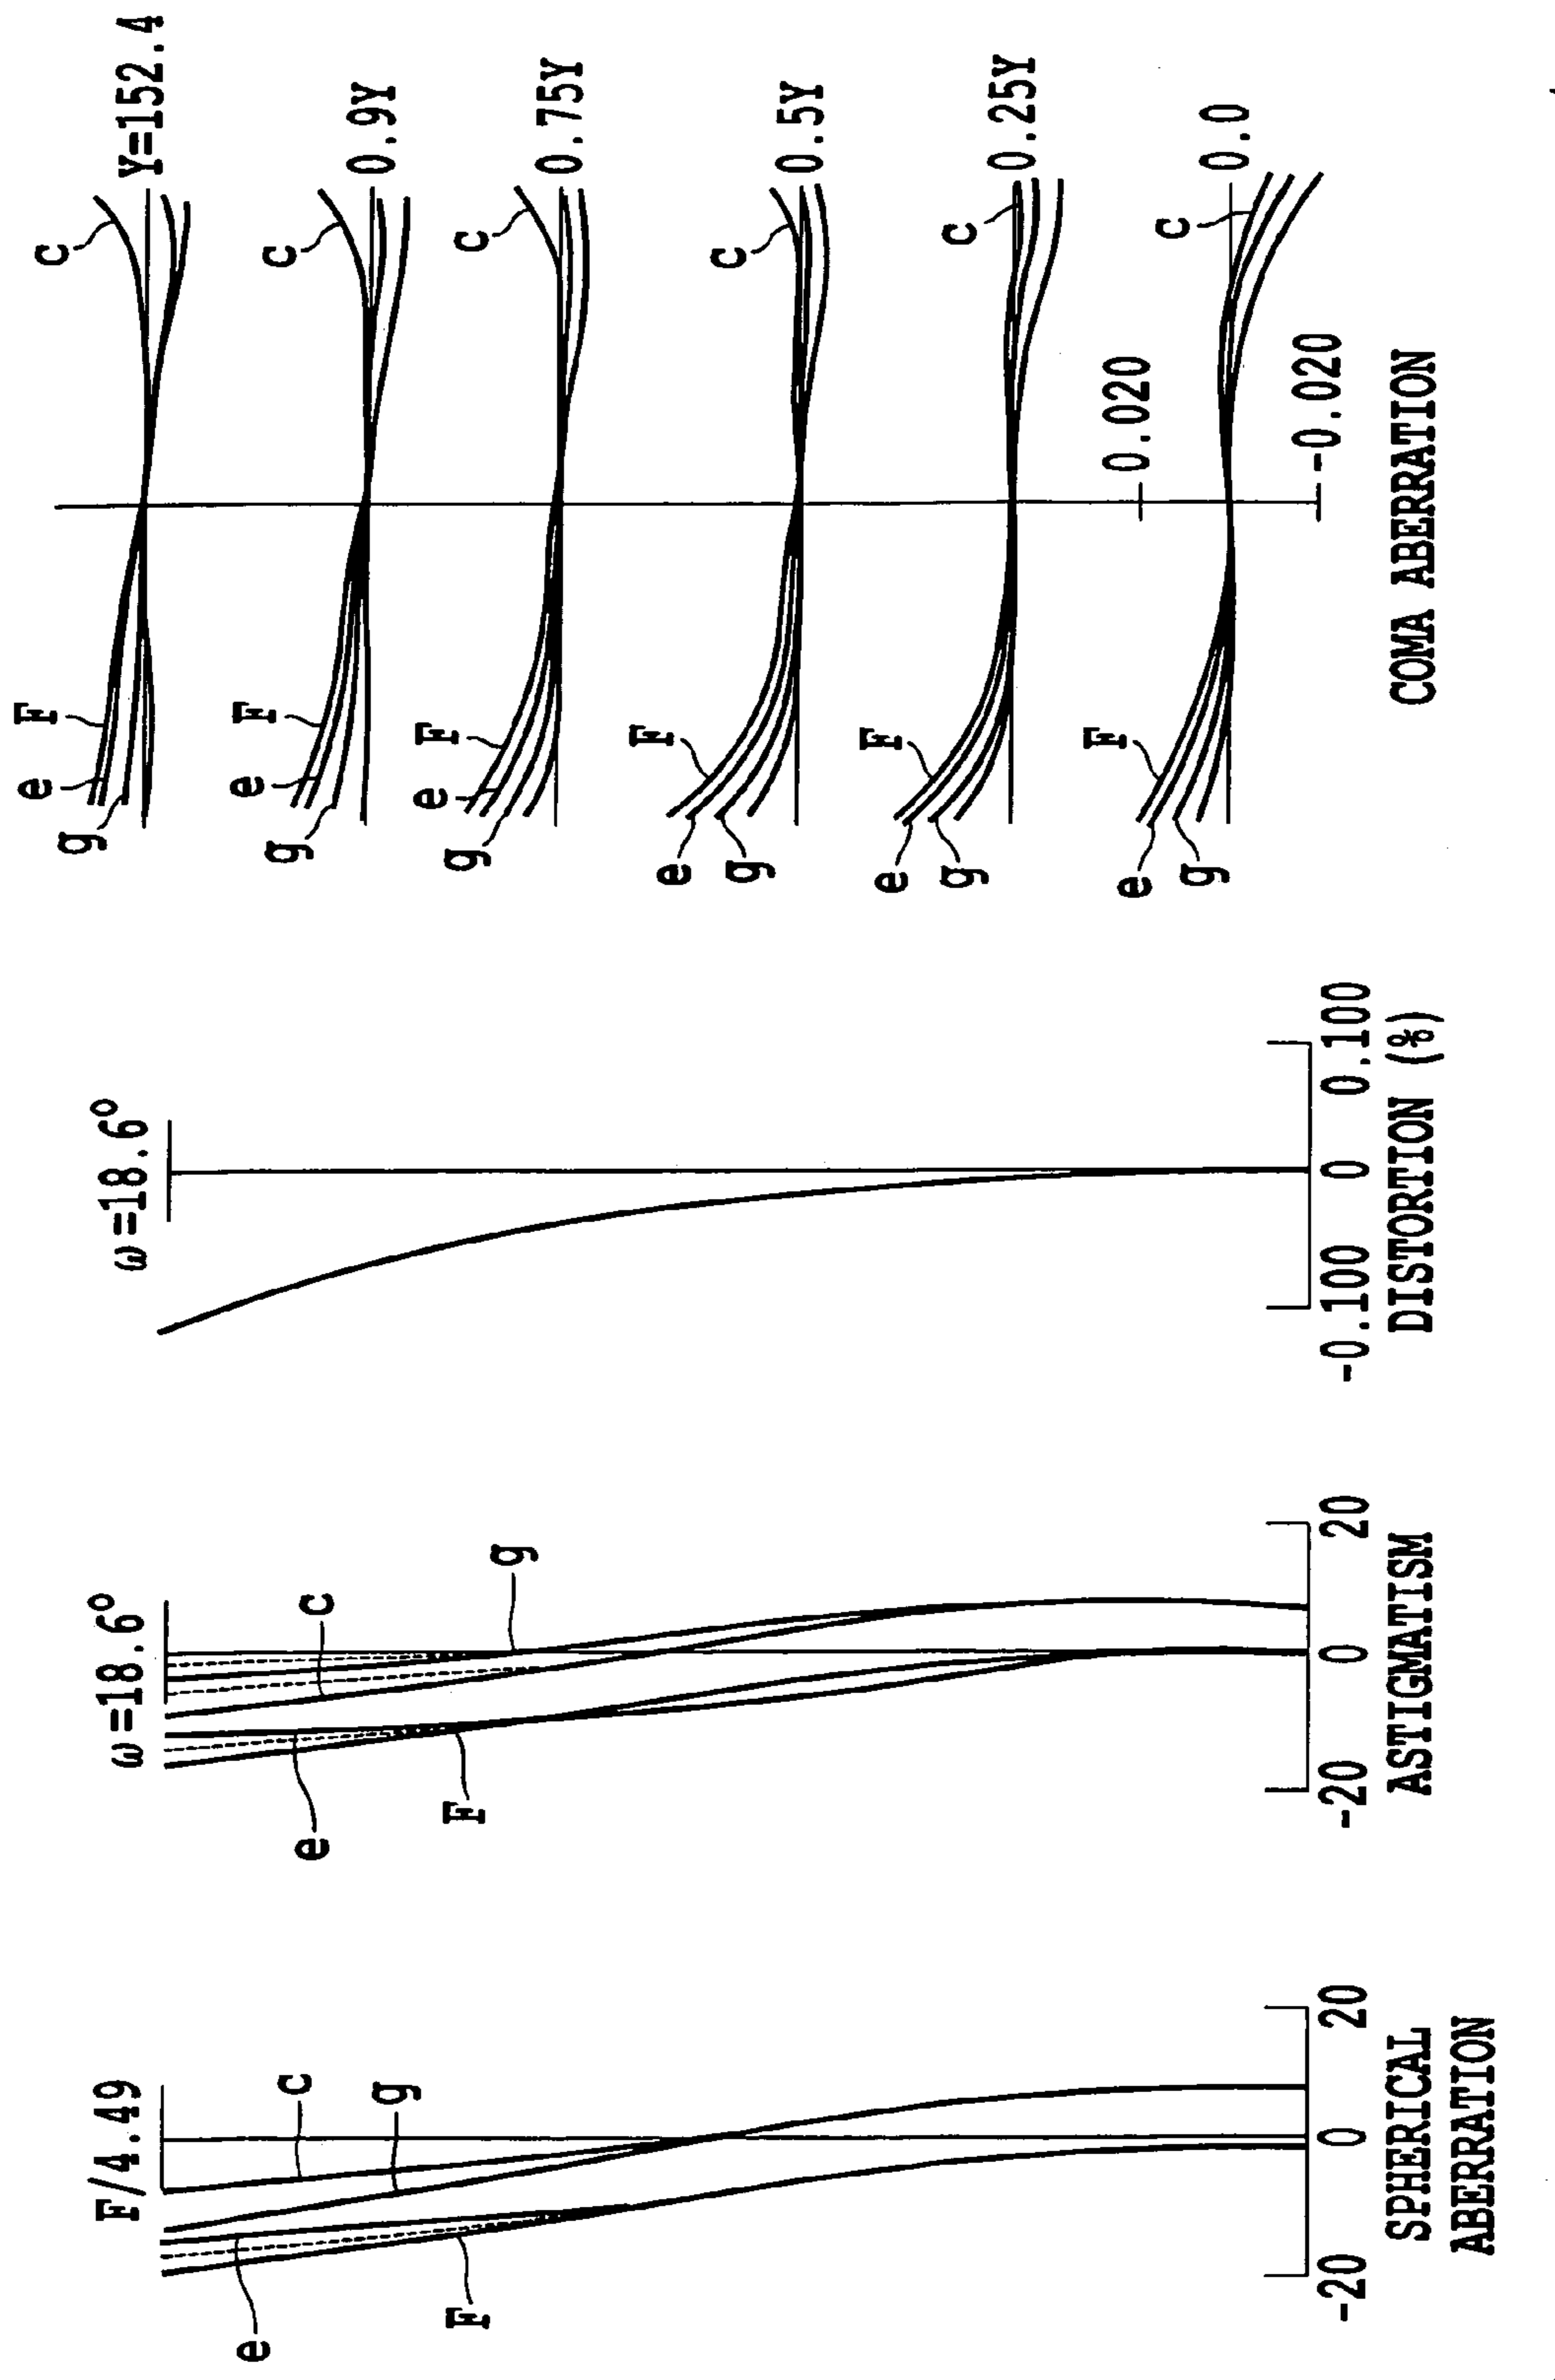 F/4.49
c
g
e
F
-20
0
20
SPHERICAL
ABERRATION
ω=18.6°
c
g
e
F
-20
0
20
ASTIGMATISM
ω=18.6°
-0.100
0
0.100
DISTORTION (%)
Y=152.4
g
e
F
c
0.9Y
g
e
F
c
0.75Y
g
e
F
c
0.5Y
e
g
F
c
0.25Y
e
g
F
c
0.0
e
g
F
c
0.020
-0.020
COMA ABERRATION